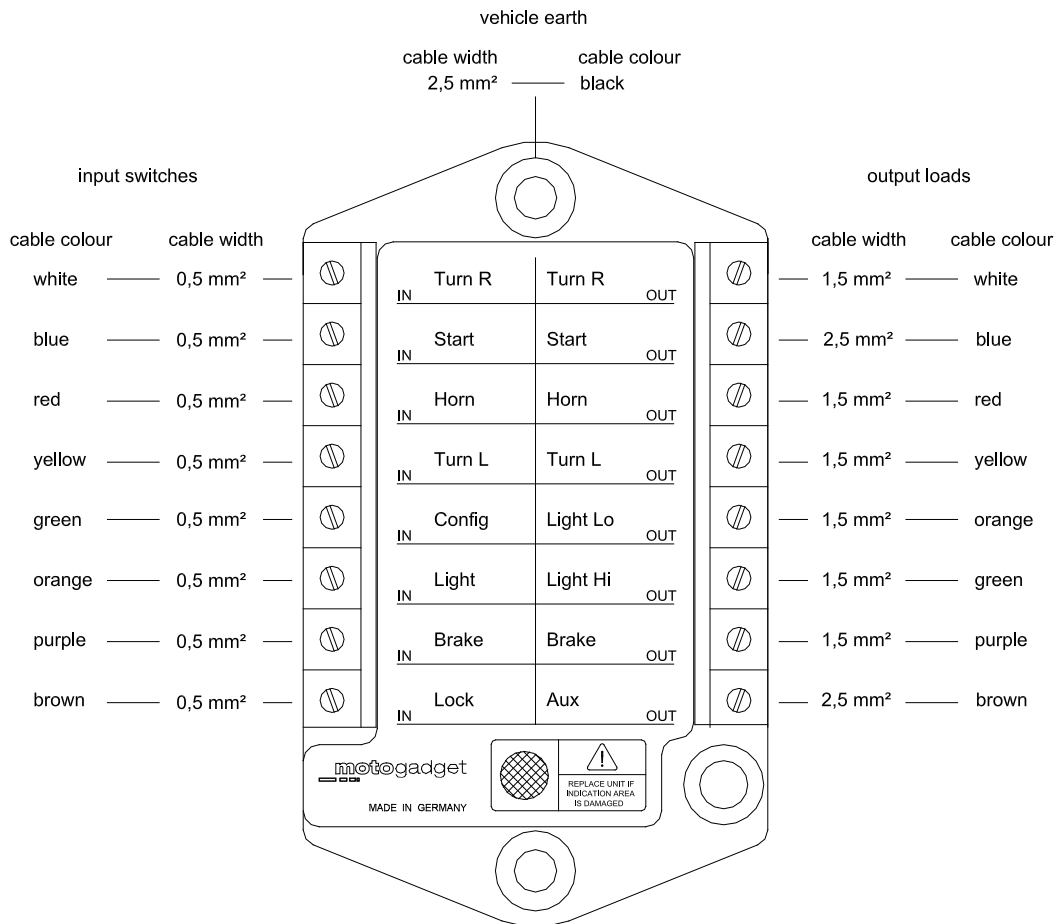 vehicle earth
cable width cable colour
2,5 mm² black
input switches output loads
cable colour cable width cable width cable colour
white 0,5 mm² IN Turn R Turn R OUT 1,5 mm² white
blue 0,5 mm² IN Start Start OUT 2,5 mm² blue
red 0,5 mm² IN Horn Horn OUT 1,5 mm² red
yellow 0,5 mm² IN Turn L Turn L OUT 1,5 mm² yellow
green 0,5 mm² IN Config Light Lo OUT 1,5 mm² orange
orange 0,5 mm² IN Light Light Hi OUT 1,5 mm² green
purple 0,5 mm² IN Brake Brake OUT 1,5 mm² purple
brown 0,5 mm² IN Lock Aux OUT 2,5 mm² brown
motogadget
MADE IN GERMANY
!
REPLACE UNIT IF
INDICATION AREA
IS DAMAGED